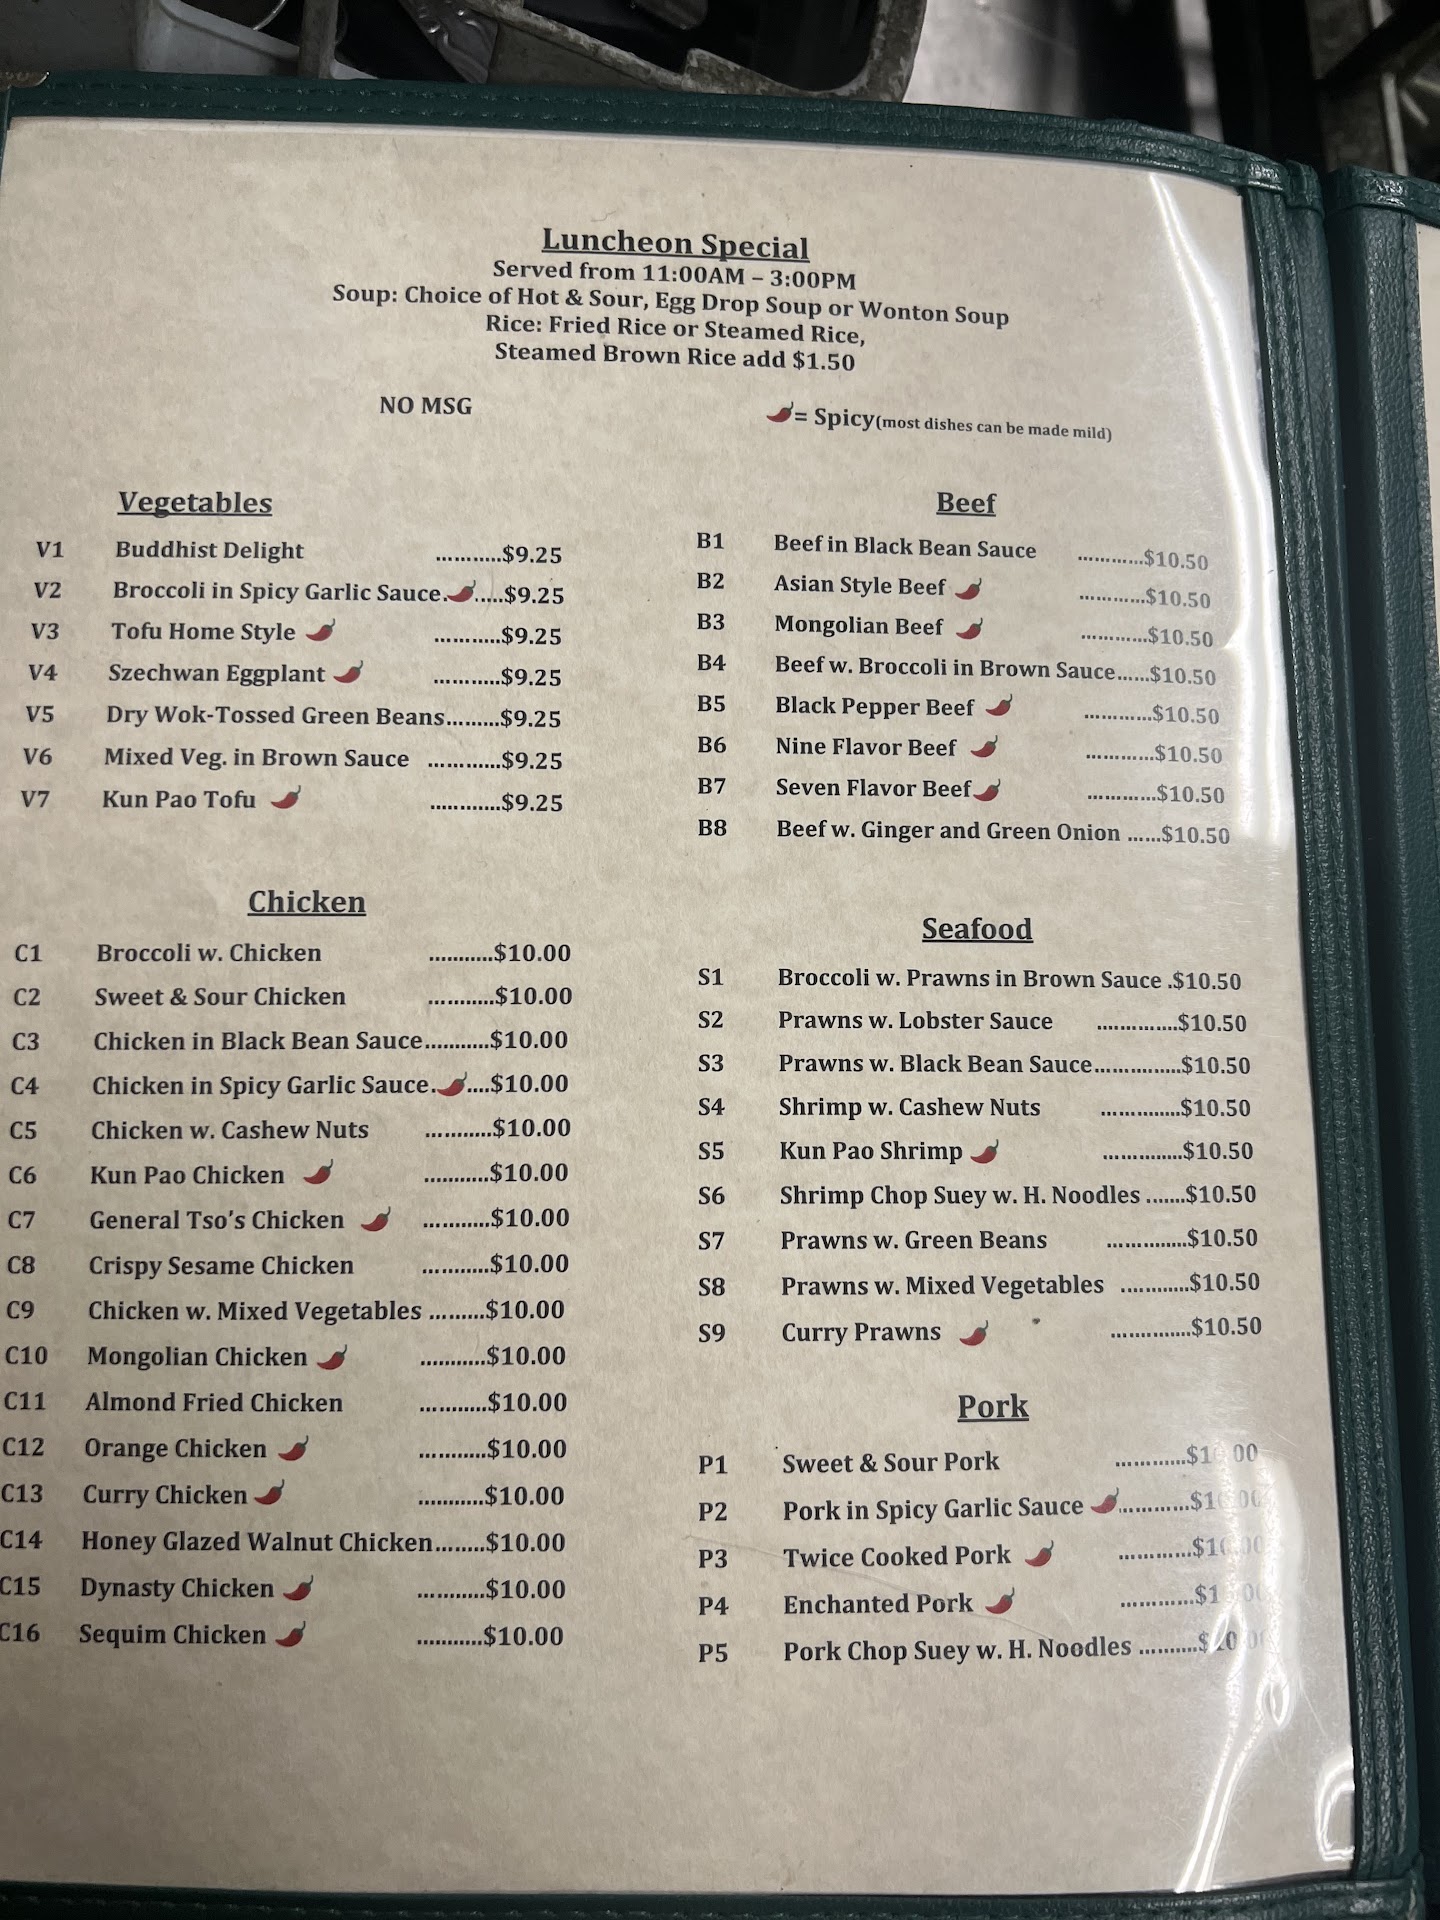 Luncheon Special
Served from 11:00AM – 3:00PM
Soup: Choice of Hot & Sour, Egg Drop Soup or Wonton Soup
Rice: Fried Rice or Steamed Rice,
Steamed Brown Rice add $1.50
NO MSG
= Spicy(most dishes can be made mild)
Vegetables
V1 Buddhist Delight ...........$9.25
V2 Broccoli in Spicy Garlic Sauce......$9.25
V3 Tofu Home Style ...........$9.25
V4 Szechwan Eggplant ...........$9.25
V5 Dry Wok-Tossed Green Beans.........$9.25
V6 Mixed Veg. in Brown Sauce ............$9.25
V7 Kun Pao Tofu ............$9.25
Chicken
C1 Broccoli w. Chicken ...........$10.00
C2 Sweet & Sour Chicken ...........$10.00
C3 Chicken in Black Bean Sauce...........$10.00
C4 Chicken in Spicy Garlic Sauce.....$10.00
C5 Chicken w. Cashew Nuts ...........$10.00
C6 Kun Pao Chicken ...........$10.00
C7 General Tso's Chicken ...........$10.00
C8 Crispy Sesame Chicken ...........$10.00
C9 Chicken w. Mixed Vegetables .........$10.00
C10 Mongolian Chicken ...........$10.00
C11 Almond Fried Chicken ...........$10.00
C12 Orange Chicken ...........$10.00
C13 Curry Chicken ...........$10.00
C14 Honey Glazed Walnut Chicken........$10.00
C15 Dynasty Chicken ...........$10.00
C16 Sequim Chicken ...........$10.00
Beef
B1 Beef in Black Bean Sauce ............$10.50
B2 Asian Style Beef ............$10.50
B3 Mongolian Beef ............$10.50
B4 Beef w. Broccoli in Brown Sauce......$10.50
B5 Black Pepper Beef ............$10.50
B6 Nine Flavor Beef ............$10.50
B7 Seven Flavor Beef ............$10.50
B8 Beef w. Ginger and Green Onion ......$10.50
Seafood
S1 Broccoli w. Prawns in Brown Sauce .$10.50
S2 Prawns w. Lobster Sauce ..............$10.50
S3 Prawns w. Black Bean Sauce...............$10.50
S4 Shrimp w. Cashew Nuts ..............$10.50
S5 Kun Pao Shrimp ..............$10.50
S6 Shrimp Chop Suey w. H. Noodles .......$10.50
S7 Prawns w. Green Beans ..............$10.50
S8 Prawns w. Mixed Vegetables ............$10.50
S9 Curry Prawns ..............$10.50
Pork
P1 Sweet & Sour Pork
P2 Pork in Spicy Garlic Sauce ............$10.00
P3 Twice Cooked Pork ............$10.00
P4 Enchanted Pork
P5 Pork Chop Suey w. H. Noodles ..........$10.00